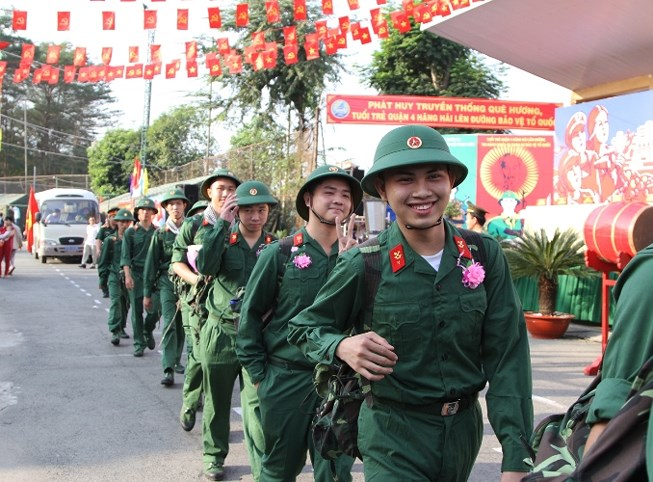 PHÁT HUY TRUYỀN THỐNG QUÊ HƯƠNG,
TUỔI TRẺ QUẬN 4 HĂNG HÁI LÊN ĐƯỜNG BẢO VỆ TỔ QUỐC